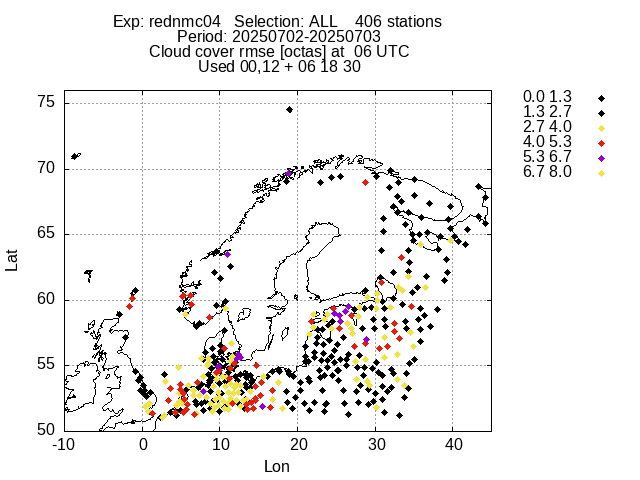 Exp: rednmc04 Selection: ALL 406 stations
Period: 20250702-20250703
Cloud cover rmse [octas] at 06 UTC
Used 00,12 + 06 18 30
0.0 1.3
1.3 2.7
2.7 4.0
4.0 5.3
5.3 6.7
6.7 8.0
75
70
65
60
55
50
Lat
-10 0 10 20 30 40
Lon